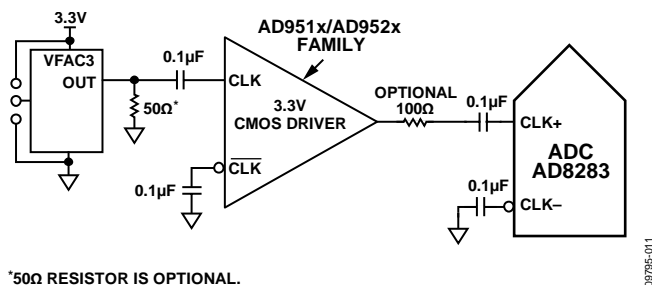 3.3V
VFAC3
OUT
50Ω*
0.1µF
AD951x/AD952x
FAMILY
CLK
3.3V
CMOS DRIVER
CLK
0.1µF
OPTIONAL
100Ω
0.1µF
CLK+
ADC
AD8283
0.1µF
CLK–
*50Ω RESISTOR IS OPTIONAL.
09795-011